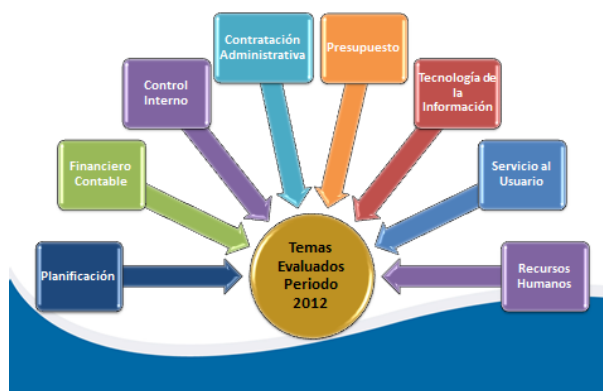 Contratación
Administrativa
Presupuesto
Control
Interno
Tecnología de
la
Información
Financiero
Contable
Servicio al
Usuario
Planificación
Temas
Evaluados
Periodo
2012
Recursos
Humanos